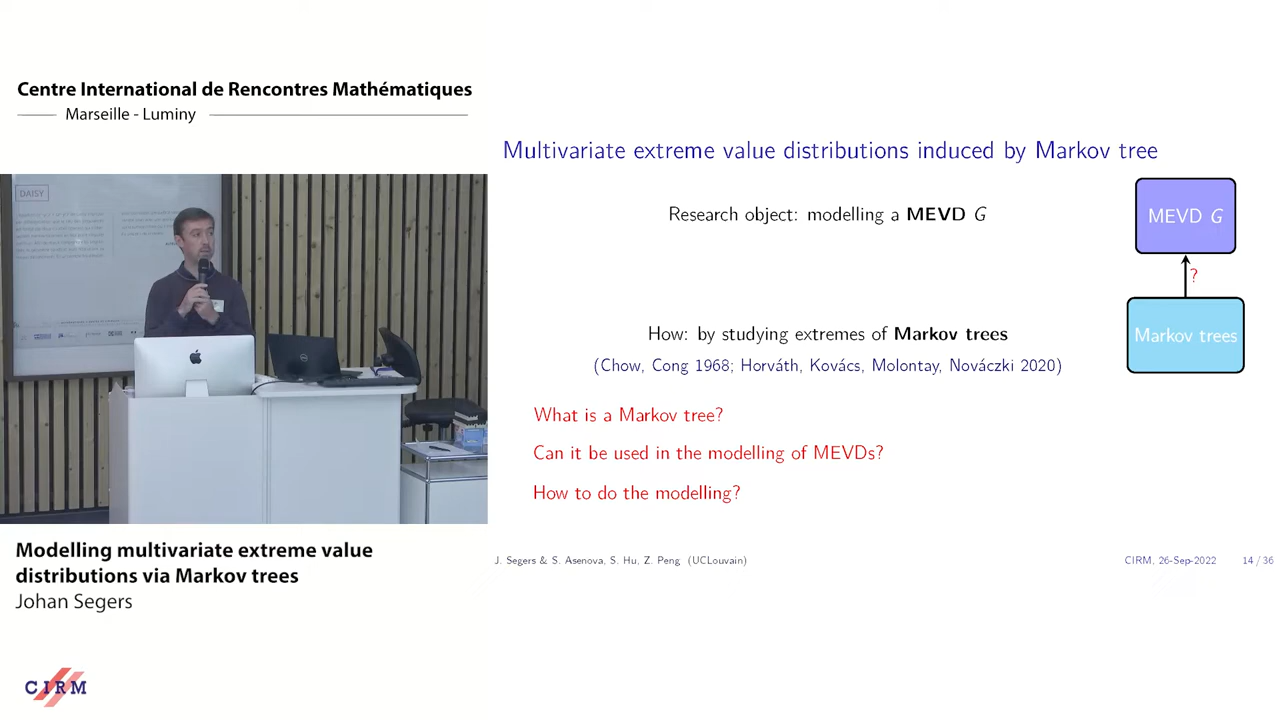 Centre International de Rencontres Mathématiques
Marseille - Luminy
DAISY
Modelling multivariate extreme value
distributions via Markov trees
Johan Segers
CIRM
Multivariate extreme value distributions induced by Markov tree
Research object: modelling a MEVD G
MEVD G
?
How: by studying extremes of Markov trees
Markov trees
(Chow, Cong 1968; Horváth, Kovács, Molontay, Nováczki 2020)
What is a Markov tree?
Can it be used in the modelling of MEVDs?
How to do the modelling?
J. Segers & S. Asenova, S. Hu, Z. Peng (UCLouvain)
CIRM, 26-Sep-2022
14 / 36